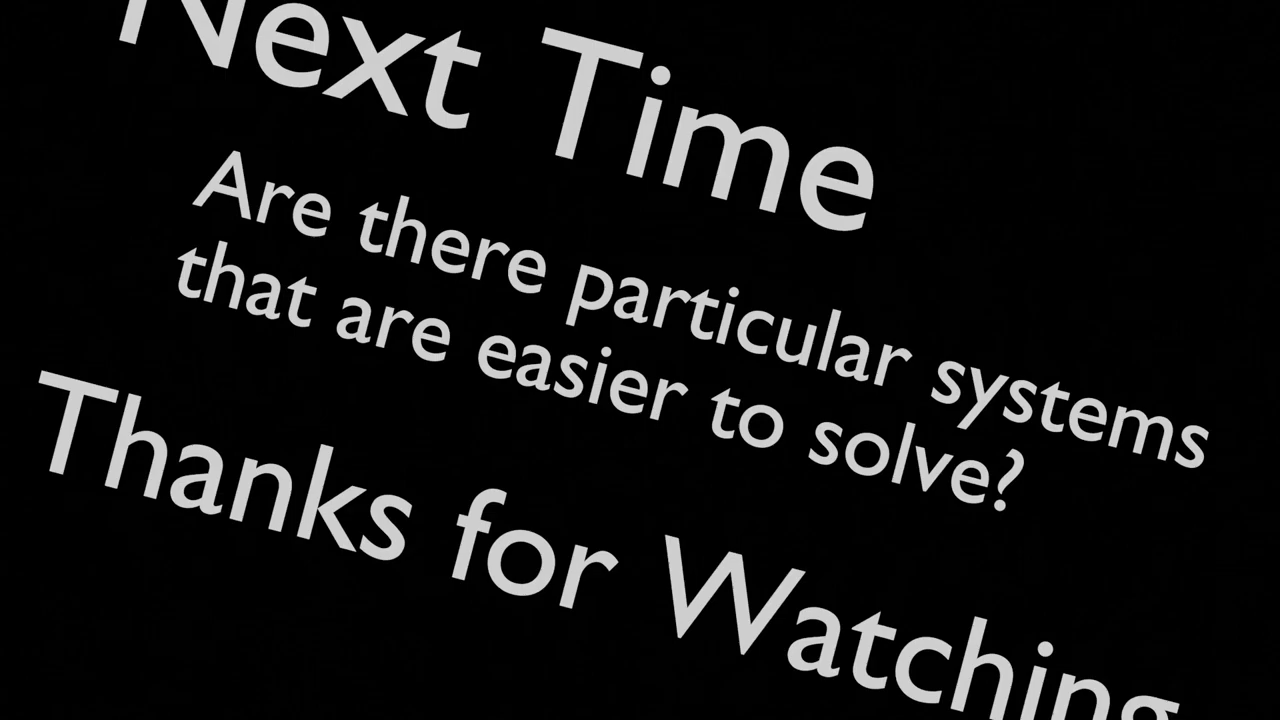 Next Time
Are there particular systems
that are easier to solve?
Thanks for Watching